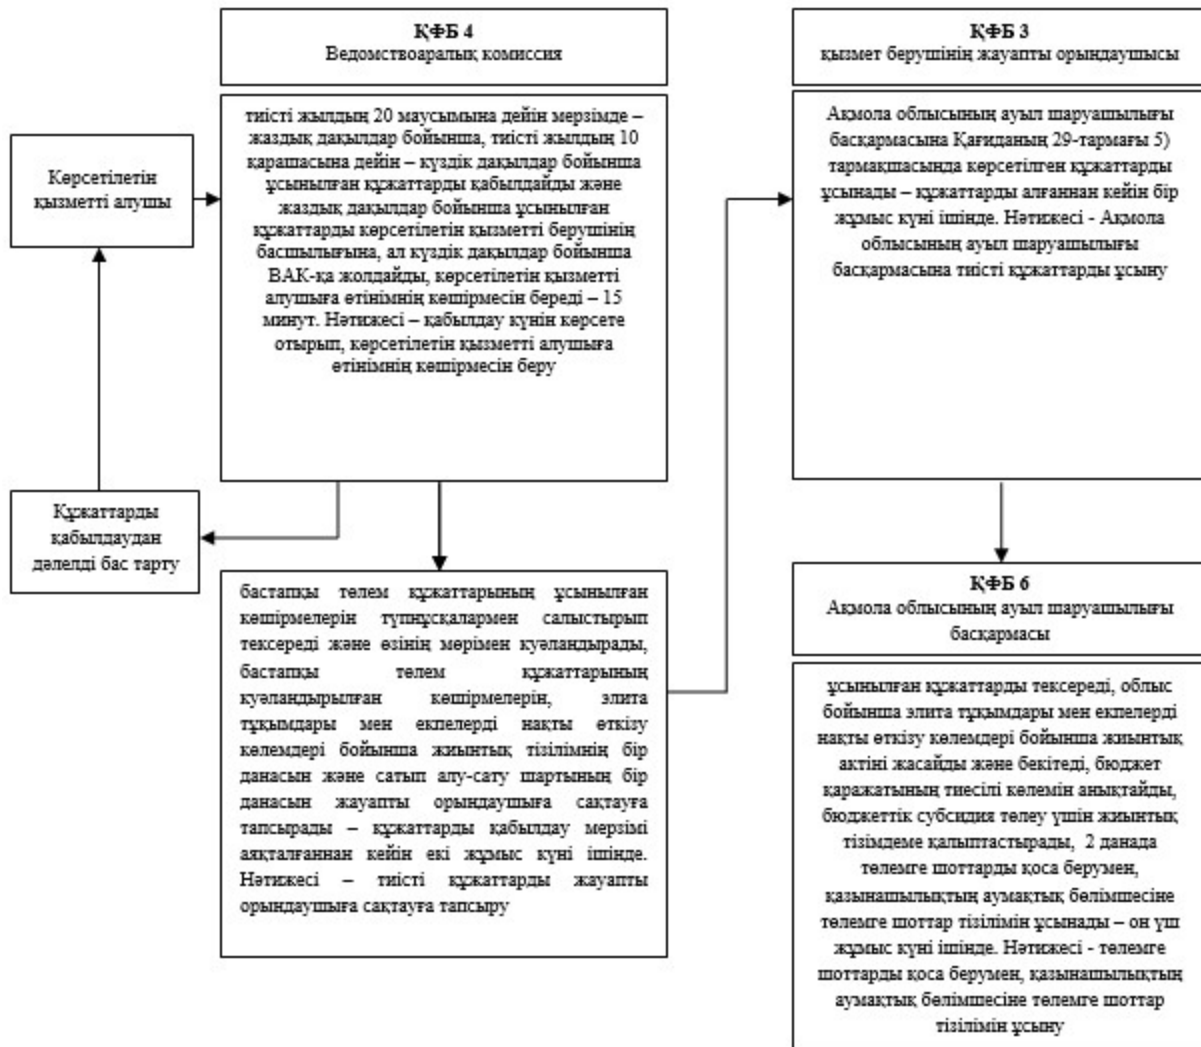 ҚФБ 4
Ведомствоаралық комиссия
Көрсетілетін
қызметті алушы
тиісті жылдың 20 маусымына дейін мерзімде –
жаздық дақылдар бойынша, тиісті жылдың 10
қарашасына дейін – күздік дақылдар бойынша
ұсынылған құжаттарды қабылдайды және
жаздық дақылдар бойынша ұсынылған
құжаттарды көрсетілетін қызметті берушінің
басшылығына, ал күздік дақылдар бойынша
ВАК-қа жолдайды, көрсетілетін қызметті
алушыға өтінімнің көшірмесін береді – 15
минут. Нәтижесі – қабылдау күнін көрсете
отырып, көрсетілетін қызметті алушыға
өтінімнің көшірмесін беру
Құжаттарды
қабылдаудан
дәлелді бас тарту
бастапқы төлем құжаттарының ұсынылған
көшірмелерін түпнұсқалармен салыстырып
тексереді және өзінің мөрімен куәландырады,
бастапқы төлем құжаттарының
куәландырылған көшірмелерін, элита
тұқымдары мен екпелерді нақты өткізу
көлемдері бойынша жиынтық тізілімнің бір
данасын және сатып алу-сату шартының бір
данасын жауапты орындаушыға сақтауға
тапсырады – құжаттарды қабылдау мерзімі
аяқталғаннан кейін екі жұмыс күні ішінде.
Нәтижесі – тиісті құжаттарды жауапты
орындаушыға сақтауға тапсыру
ҚФБ 3
қызмет берушінің жауапты орындаушысы
Ақмола облысының ауыл шаруашылығы
басқармасына Қағиданың 29-тармағы 5)
тармақшасында көрсетілген құжаттарды
ұсынады – құжаттарды алғаннан кейін бір
жұмыс күні ішінде. Нәтижесі - Ақмола
облысының ауыл шаруашылығы
басқармасына тиісті құжаттарды ұсыну
ҚФБ 6
Ақмола облысының ауыл шаруашылығы
басқармасы
ұсынылған құжаттарды тексереді, облыс
бойынша элита тұқымдары мен екпелерді
нақты өткізу көлемдері бойынша жиынтық
актіні жасайды және бекітеді, бюджет
қаражатының тиесілі көлемін анықтайды,
бюджеттік субсидия төлеу үшін жиынтық
тізімдеме қалыптастырады, 2 данада
төлемге шоттарды қоса берумен,
қазынашылықтың аумақтық бөлімшесіне
төлемге шоттар тізілімін ұсынады – он үш
жұмыс күні ішінде. Нәтижесі - төлемге
шоттарды қоса берумен, қазынашылықтың
аумақтық бөлімшесіне төлемге шоттар
тізілімін ұсыну